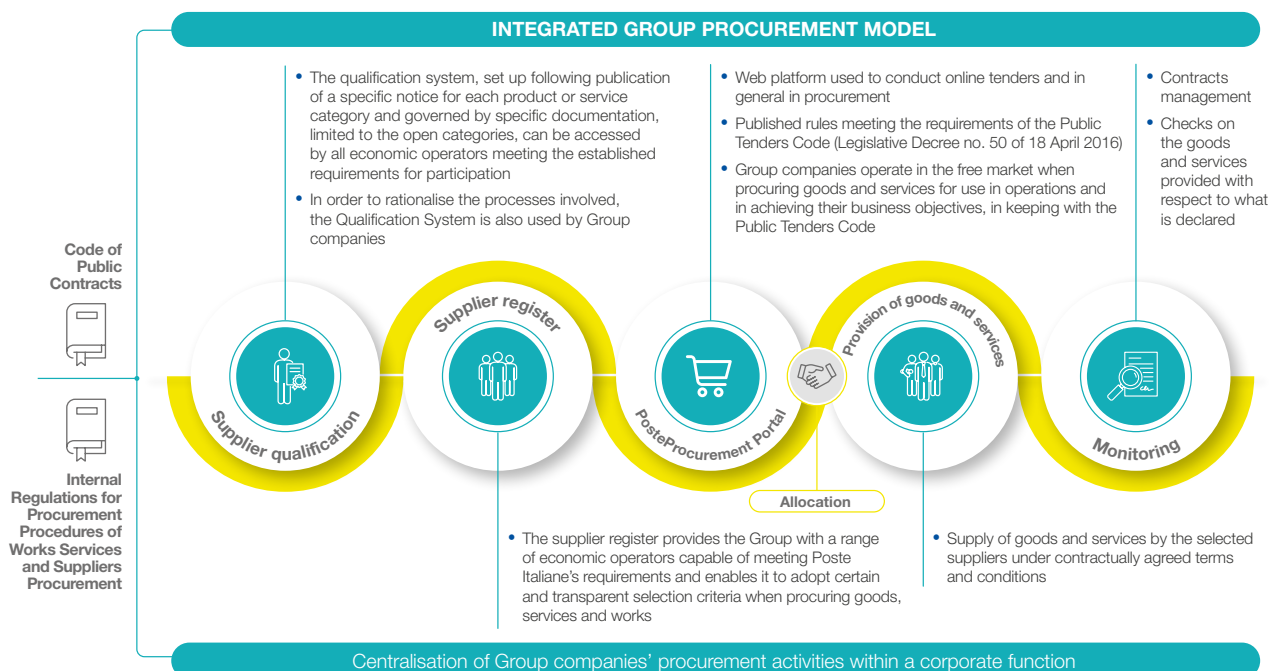 INTEGRATED GROUP PROCUREMENT MODEL
• The qualification system, set up following publication
of a specific notice for each product or service
category and governed by specific documentation,
limited to the open categories, can be accessed
by all economic operators meeting the established
requirements for participation
• In order to rationalise the processes involved,
the Qualification System is also used by Group
companies
• Web platform used to conduct online tenders and in
general in procurement
• Published rules meeting the requirements of the Public
Tenders Code (Legislative Decree no. 50 of 18 April 2016)
• Group companies operate in the free market when
procuring goods and services for use in operations and
in achieving their business objectives, in keeping with the
Public Tenders Code
• Contracts
management
• Checks on
the goods
and services
provided with
respect to what
is declared
Code of
Public
Contracts
Internal
Regulations for
Procurement
Procedures of
Works Services
and Suppliers
Procurement
Supplier qualification
Supplier register
PosteProcurement Portal
Provision of goods and services
Monitoring
Allocation
• The supplier register provides the Group with a range
of economic operators capable of meeting Poste
Italiane's requirements and enables it to adopt certain
and transparent selection criteria when procuring goods,
services and works
• Supply of goods and services by the selected
suppliers under contractually agreed terms
and conditions
Centralisation of Group companies' procurement activities within a corporate function